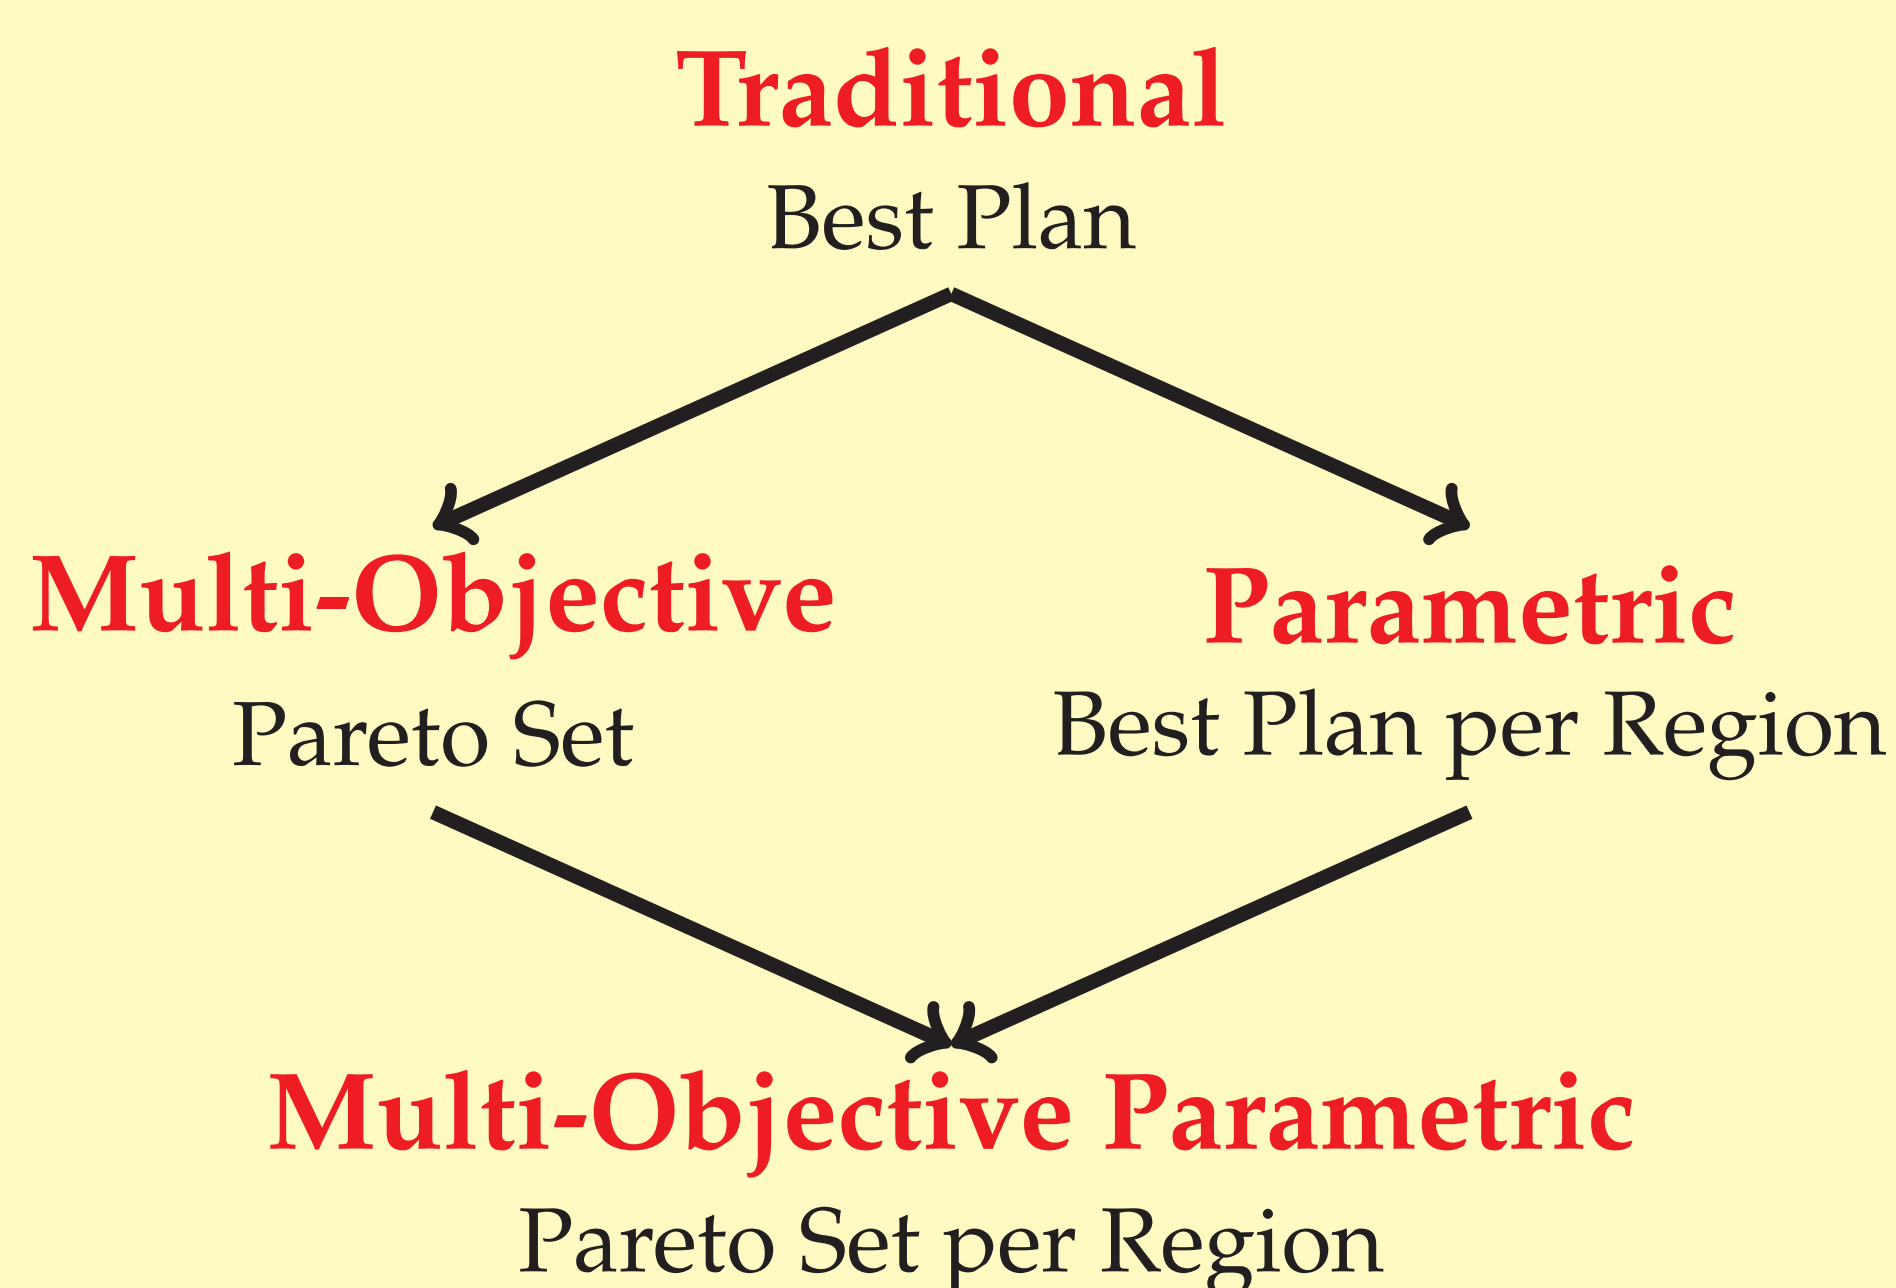 Traditional
Best Plan
Multi-Objective
Pareto Set
Parametric
Best Plan per Region
Multi-Objective Parametric
Pareto Set per Region